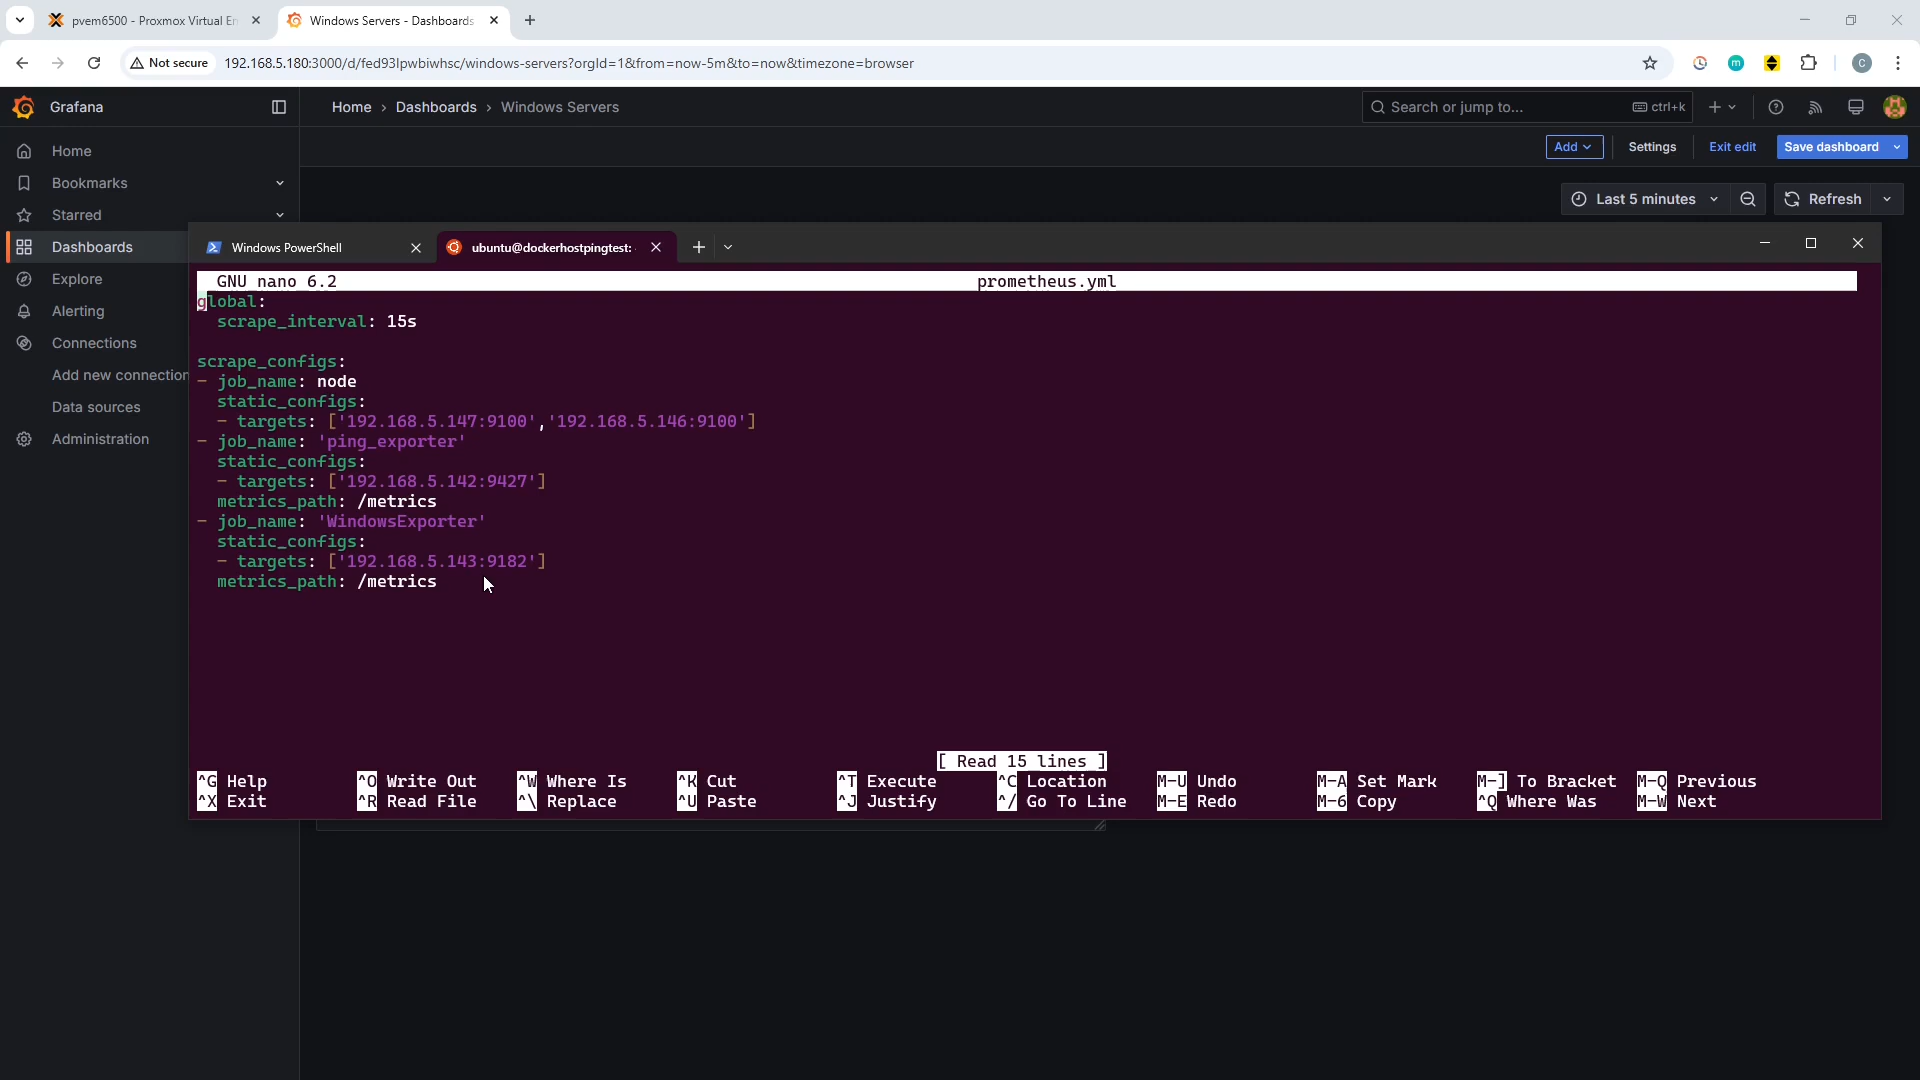 pvem6500 - Proxmox Virtual En
Windows Servers - Dashboards
Not secure
192.168.5.180:3000/d/fed93lpwbiwhsc/windows-servers?orgId=1&from=now-5m&to=now&timezone=browser
m
C
Grafana
Home › Dashboards › Windows Servers
Search or jump to...
ctrl+k
Add
Settings
Exit edit
Save dashboard
Last 5 minutes
Refresh
Home
Bookmarks
Starred
Dashboards
Explore
Alerting
Connections
Add new connection
Data sources
Administration
Windows PowerShell
ubuntu@dockerhostpingtest:
GNU nano 6.2 prometheus.yml
global:
  scrape_interval: 15s
scrape_configs:
- job_name: node
  static_configs:
  - targets: ['192.168.5.147:9100','192.168.5.146:9100']
- job_name: 'ping_exporter'
  static_configs:
  - targets: ['192.168.5.142:9427']
  metrics_path: /metrics
- job_name: 'WindowsExporter'
  static_configs:
  - targets: ['192.168.5.143:9182']
  metrics_path: /metrics
[ Read 15 lines ]
^G Help ^O Write Out ^W Where Is ^K Cut ^T Execute ^C Location M-U Undo M-A Set Mark M-] To Bracket M-Q Previous
^X Exit ^R Read File ^\ Replace ^U Paste ^J Justify ^/ Go To Line M-E Redo M-6 Copy ^Q Where Was M-W Next